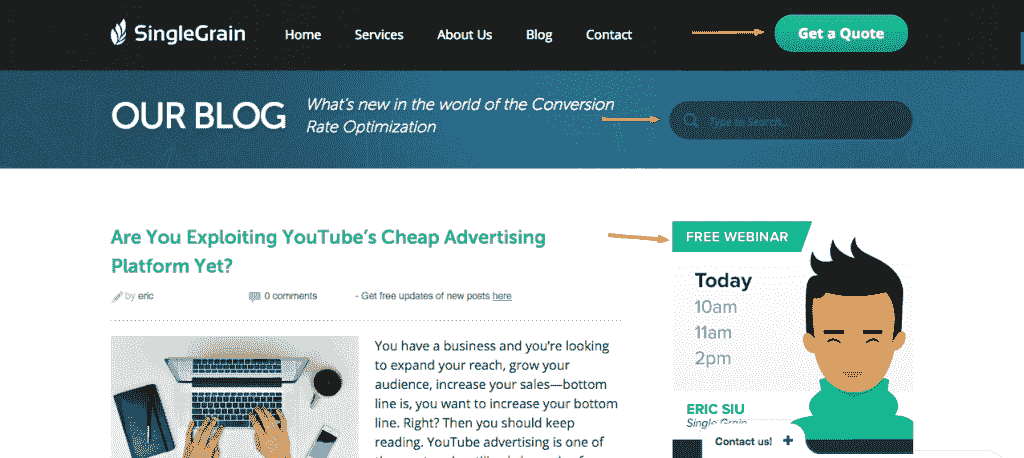 SingleGrain
Home Services About Us Blog Contact
Get a Quote
OUR BLOG
What's new in the world of the Conversion
Rate Optimization
Type to Search...
Are You Exploiting YouTube's Cheap Advertising
Platform Yet?
by eric 0 comments - Get free updates of new posts here
You have a business and you're looking
to expand your reach, grow your
audience, increase your sales—bottom
line is, you want to increase your bottom
line. Right? Then you should keep
reading. YouTube advertising is one of
FREE WEBINAR
Today
10am
11am
2pm
ERIC SIU
Single Grain
Contact us! +